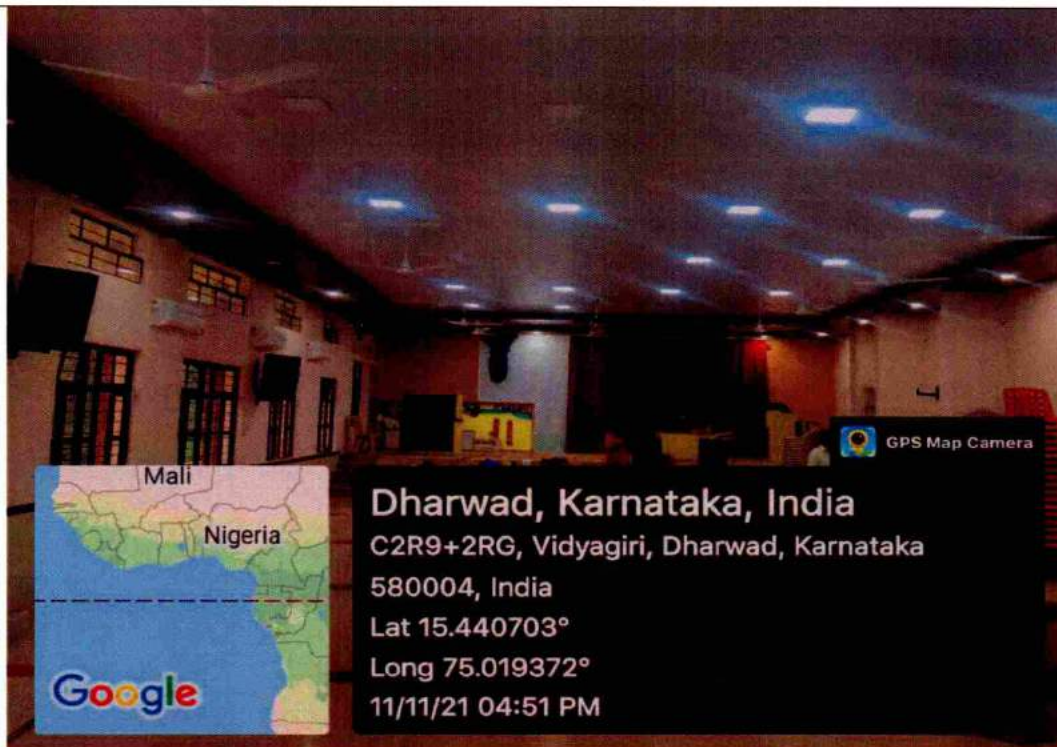 GPS Map Camera
Mali
Nigeria
Google
Dharwad, Karnataka, India
C2R9+2RG, Vidyagiri, Dharwad, Karnataka
580004, India
Lat 15.440703°
Long 75.019372°
11/11/21 04:51 PM